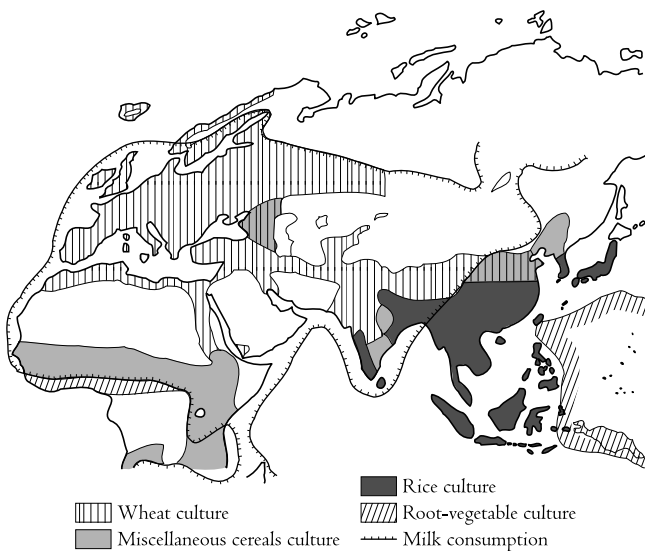 Wheat culture
Miscellaneous cereals culture
Rice culture
Root-vegetable culture
Milk consumption